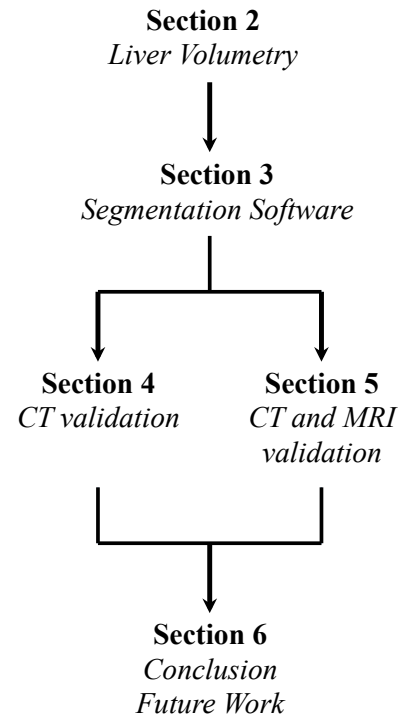 Section 2
Liver Volumetry
Section 3
Segmentation Software
Section 4
CT validation
Section 5
CT and MRI
validation
Section 6
Conclusion
Future Work